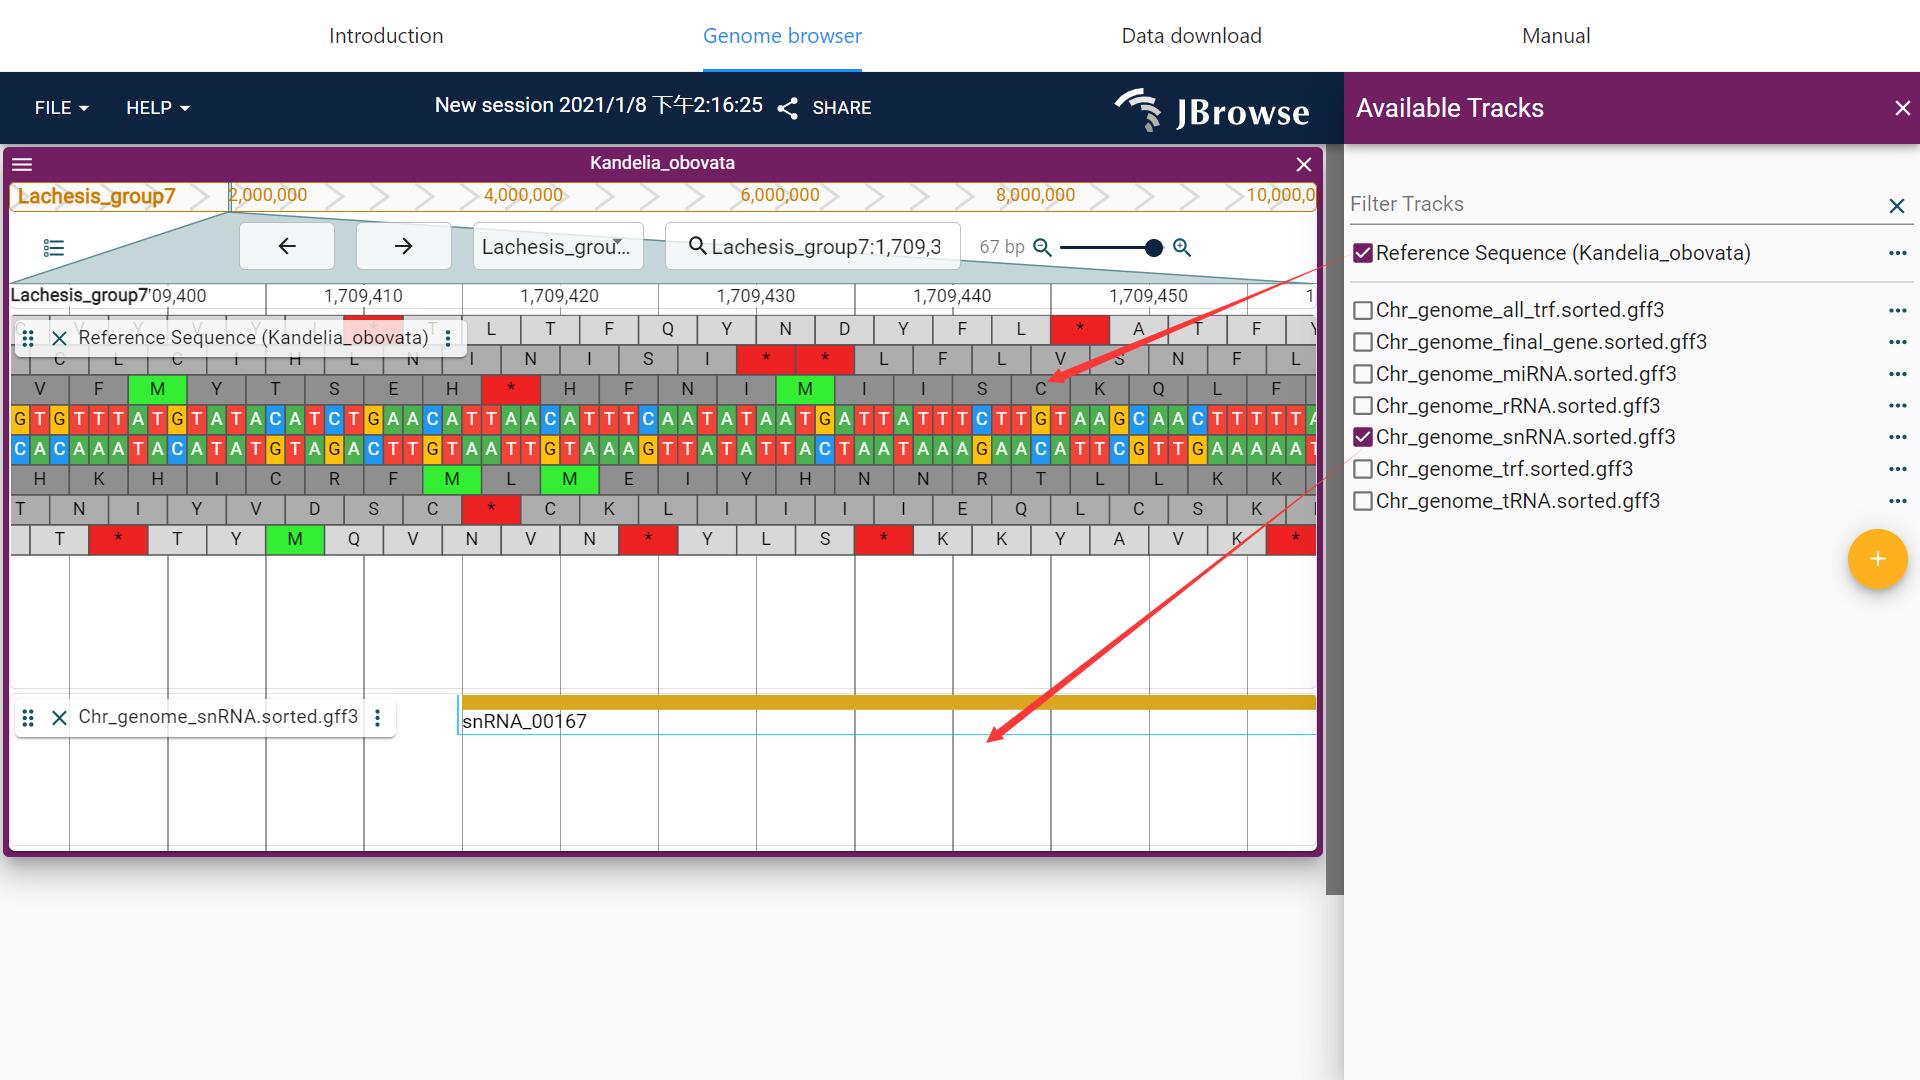 Introduction Genome browser Data download Manual
FILE HELP New session 2021/1/8 下午2:16:25 SHARE JBrowse Available Tracks
Kandelia_obovata
Lachesis_group7 2,000,000 4,000,000 6,000,000 8,000,000 10,000,0
Filter Tracks
Lachesis_grou... Lachesis_group7:1,709,3 67 bp
Reference Sequence (Kandelia_obovata)
Lachesis_group7 '09,400 1,709,410 1,709,420 1,709,430 1,709,440 1,709,450 1
Reference Sequence (Kandelia_obovata)
L T F Q Y N D Y F L * A T F Y
C L C I H L N I N I S I * * L F L V S N F L
V F M Y T S E H * H F N I M I I S C K Q L F
G T G T T T A T G T A T A C A T C T G A A C A T T A A C A T T T C A A T A T A A T G A T T A T T T C T T G T A A G C A A C T T T T T A
C A C A A A T A C A T A T G T A G A C T T G T A A T T G T A A A G T T A T A T T A C T A A T A A A G A A C A T T C G T T G A A A A A T
H K H I C R F M L M E I Y H N N R T L L K K
T N I Y V D S C * C K L I I I I E Q L C S K
T * T Y M Q V N V N * Y L S * K K Y A V K *
Chr_genome_all_trf.sorted.gff3
Chr_genome_final_gene.sorted.gff3
Chr_genome_miRNA.sorted.gff3
Chr_genome_rRNA.sorted.gff3
Chr_genome_snRNA.sorted.gff3
Chr_genome_trf.sorted.gff3
Chr_genome_tRNA.sorted.gff3
+
Chr_genome_snRNA.sorted.gff3
snRNA_00167